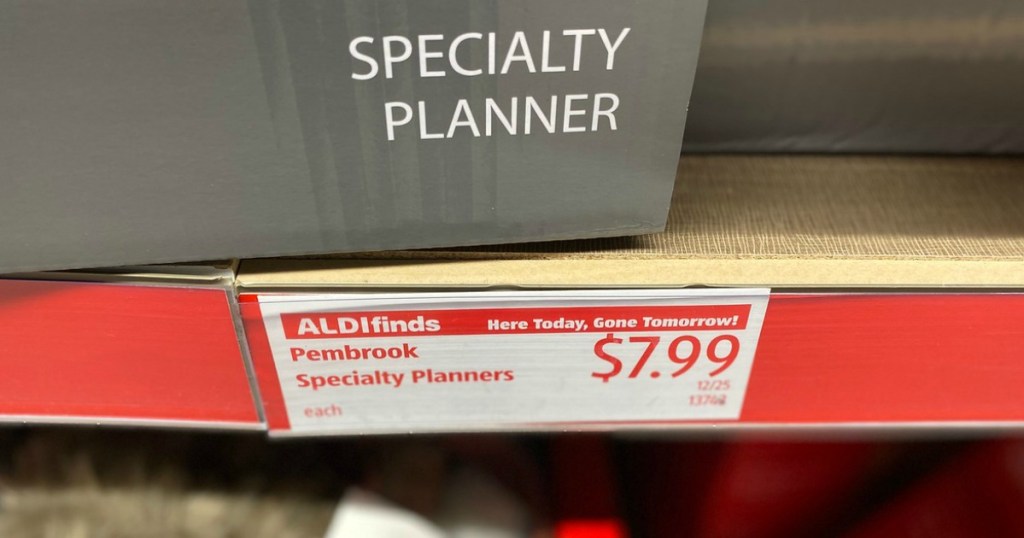 SPECIALTY
PLANNER
ALDIfinds Here Today, Gone Tomorrow!
Pembrook $7.99
Specialty Planners
12/25
each